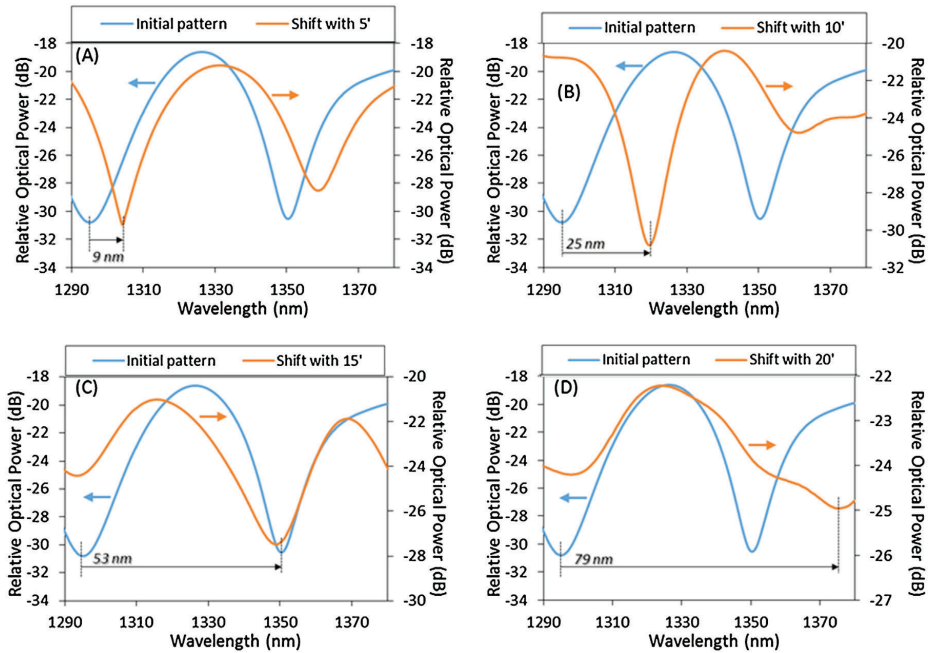 Initial pattern Shift with 5'
(A)
-18 -20 -22 -24 -26 -28 -30 -32 -34
Relative Optical Power (dB)
-18 -20 -22 -24 -26 -28 -30 -32 -34
Relative Optical Power (dB)
9 nm
1290 1310 1330 1350 1370
Wavelength (nm)
Initial pattern Shift with 10'
(B)
-18 -20 -22 -24 -26 -28 -30 -32 -34
Relative Optical Power (dB)
-20 -22 -24 -26 -28 -30 -32
Relative Optical Power (dB)
25 nm
1290 1310 1330 1350 1370
Wavelength (nm)
Initial pattern Shift with 15'
(C)
-18 -20 -22 -24 -26 -28 -30 -32 -34
Relative Optical Power (dB)
-20 -22 -24 -26 -28 -30
Relative Optical Power (dB)
53 nm
1290 1310 1330 1350 1370
Wavelength (nm)
Initial pattern Shift with 20'
(D)
-18 -20 -22 -24 -26 -28 -30 -32 -34
Relative Optical Power (dB)
-22 -23 -24 -25 -26 -27
Relative Optical Power (dB)
79 nm
1290 1310 1330 1350 1370
Wavelength (nm)